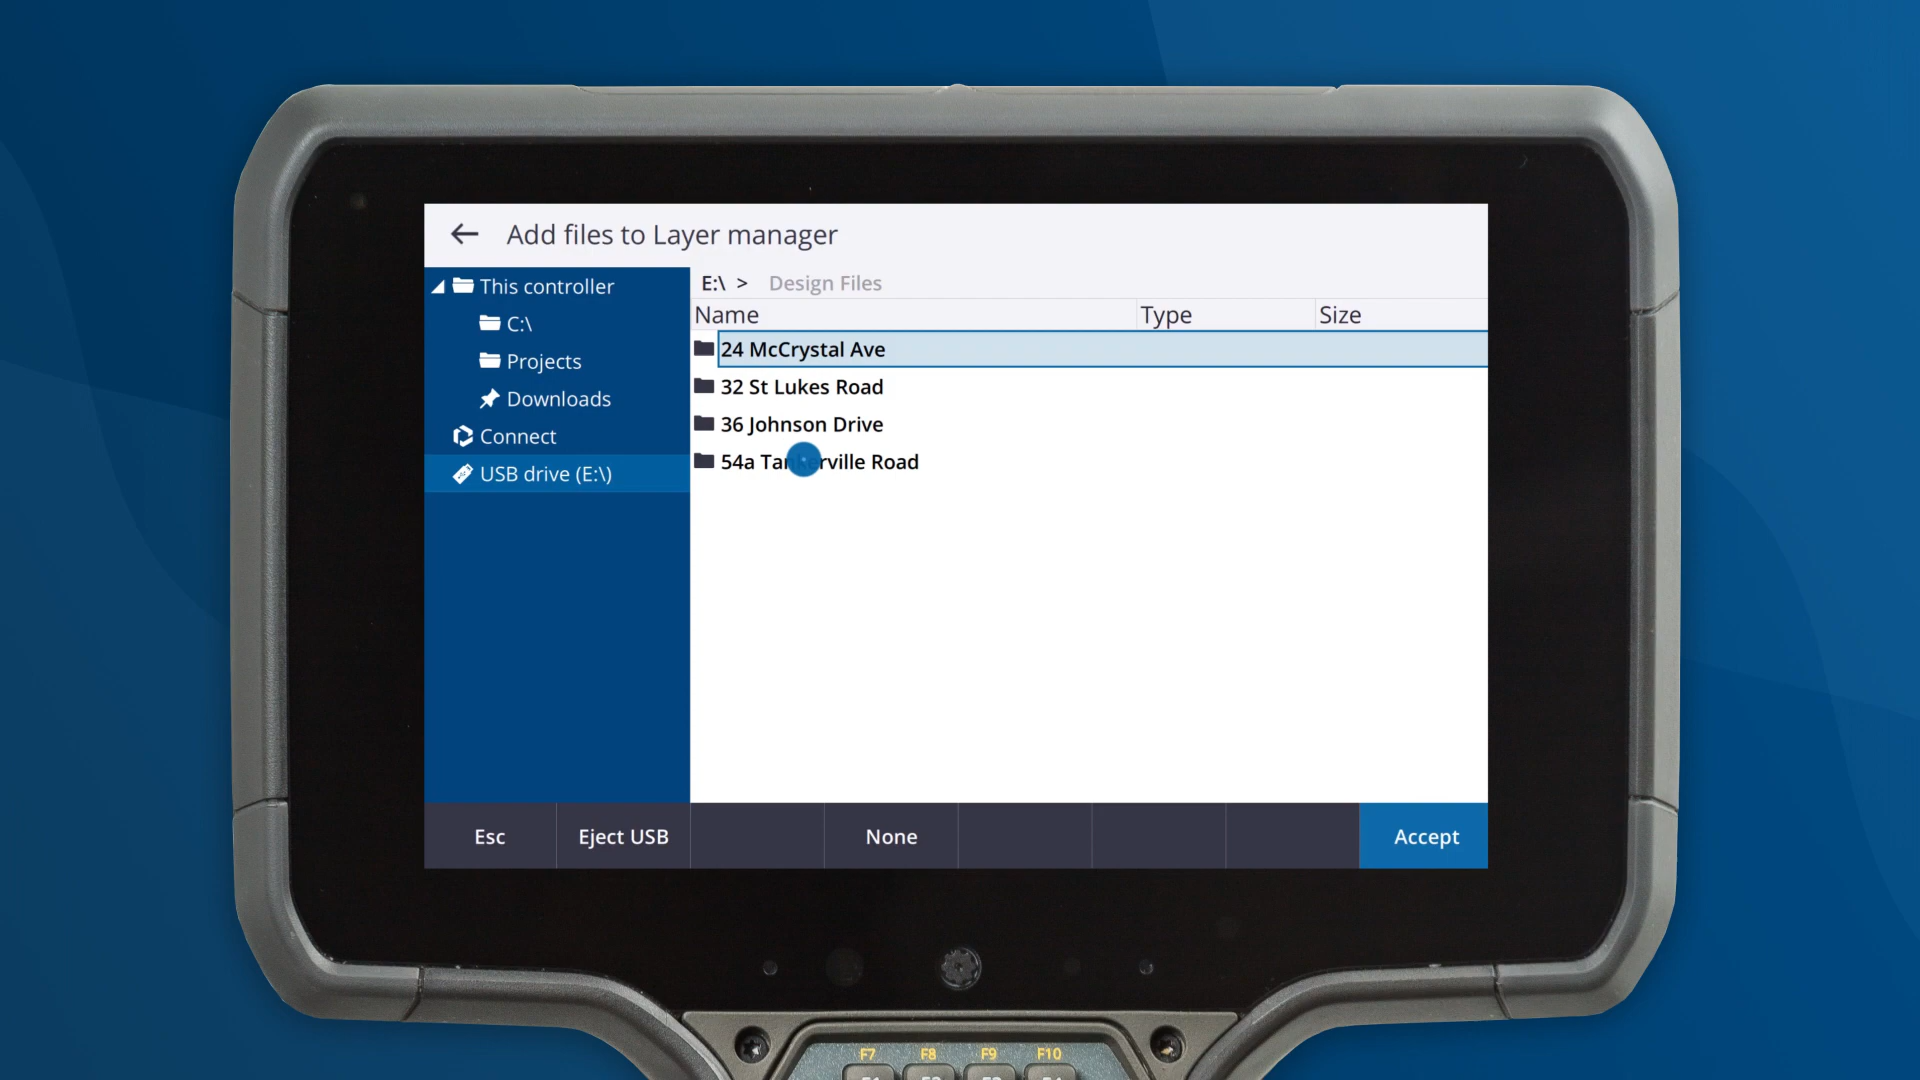 Add files to Layer manager
This controller
C:\
Projects
Downloads
Connect
USB drive (E:\)
E:\ > Design Files
Name Type Size
24 McCrystal Ave
32 St Lukes Road
36 Johnson Drive
54a Tankerville Road
Esc Eject USB None Accept
F7 F8 F9 F10